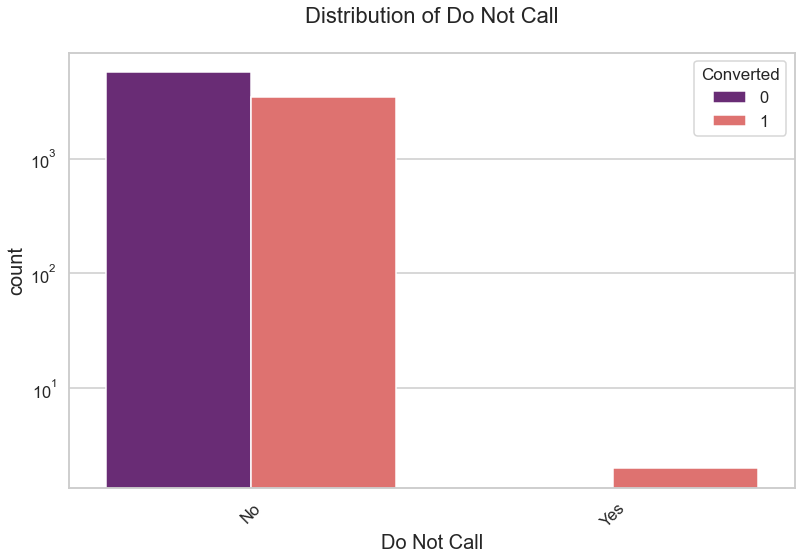 Distribution of Do Not Call
Converted
0
1
10³
10²
10¹
count
No
Yes
Do Not Call